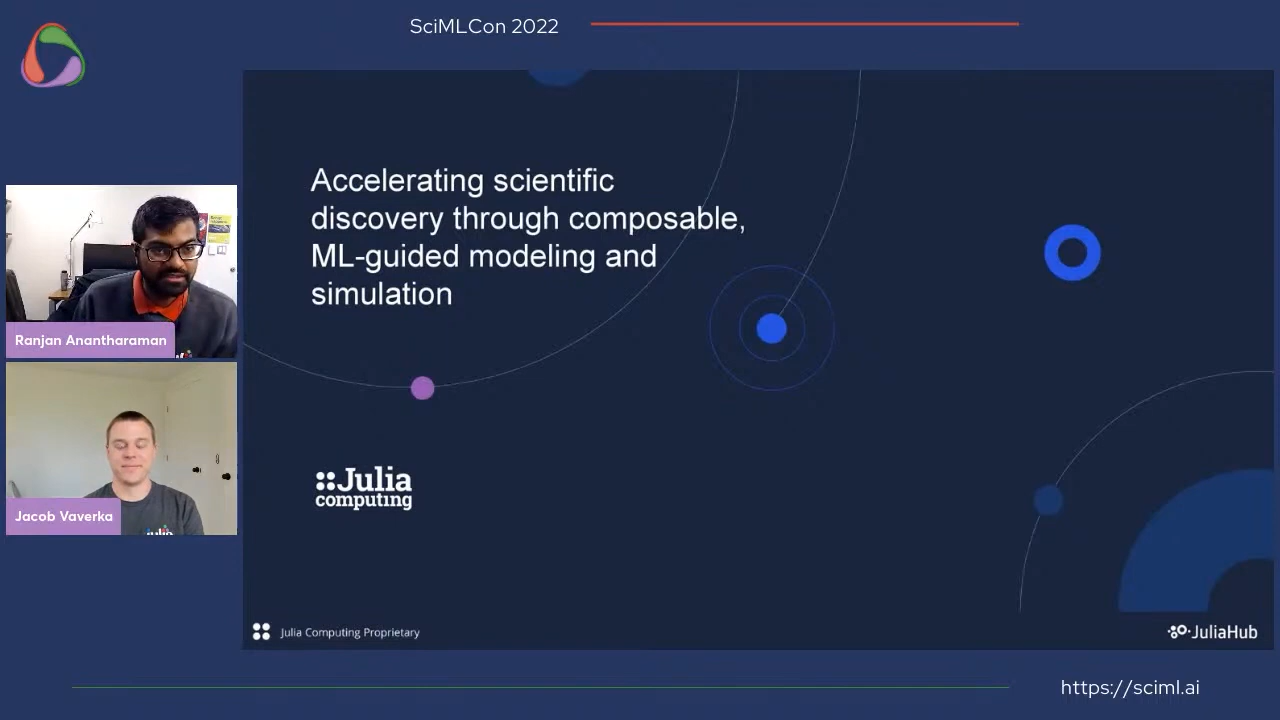 SciMLCon 2022
Accelerating scientific
discovery through composable,
ML-guided modeling and
simulation
Ranjan Anantharaman
Jacob Vaverka
Julia
computing
Julia Computing Proprietary
JuliaHub
https://sciml.ai